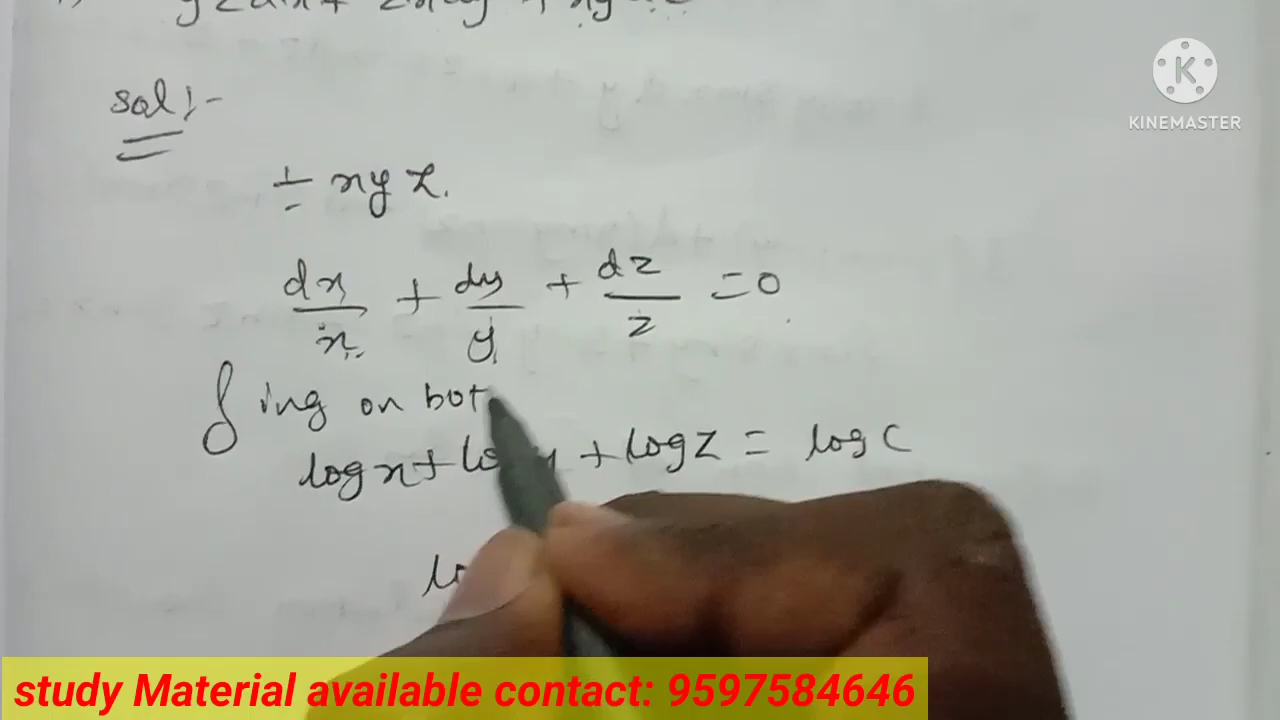 KINEMASTER
sol:-
÷ xyz.
dx/x + dy/y + dz/z = 0
∫ing on bot
log x + lo y + log z = log c
lo
study Material available contact: 9597584646